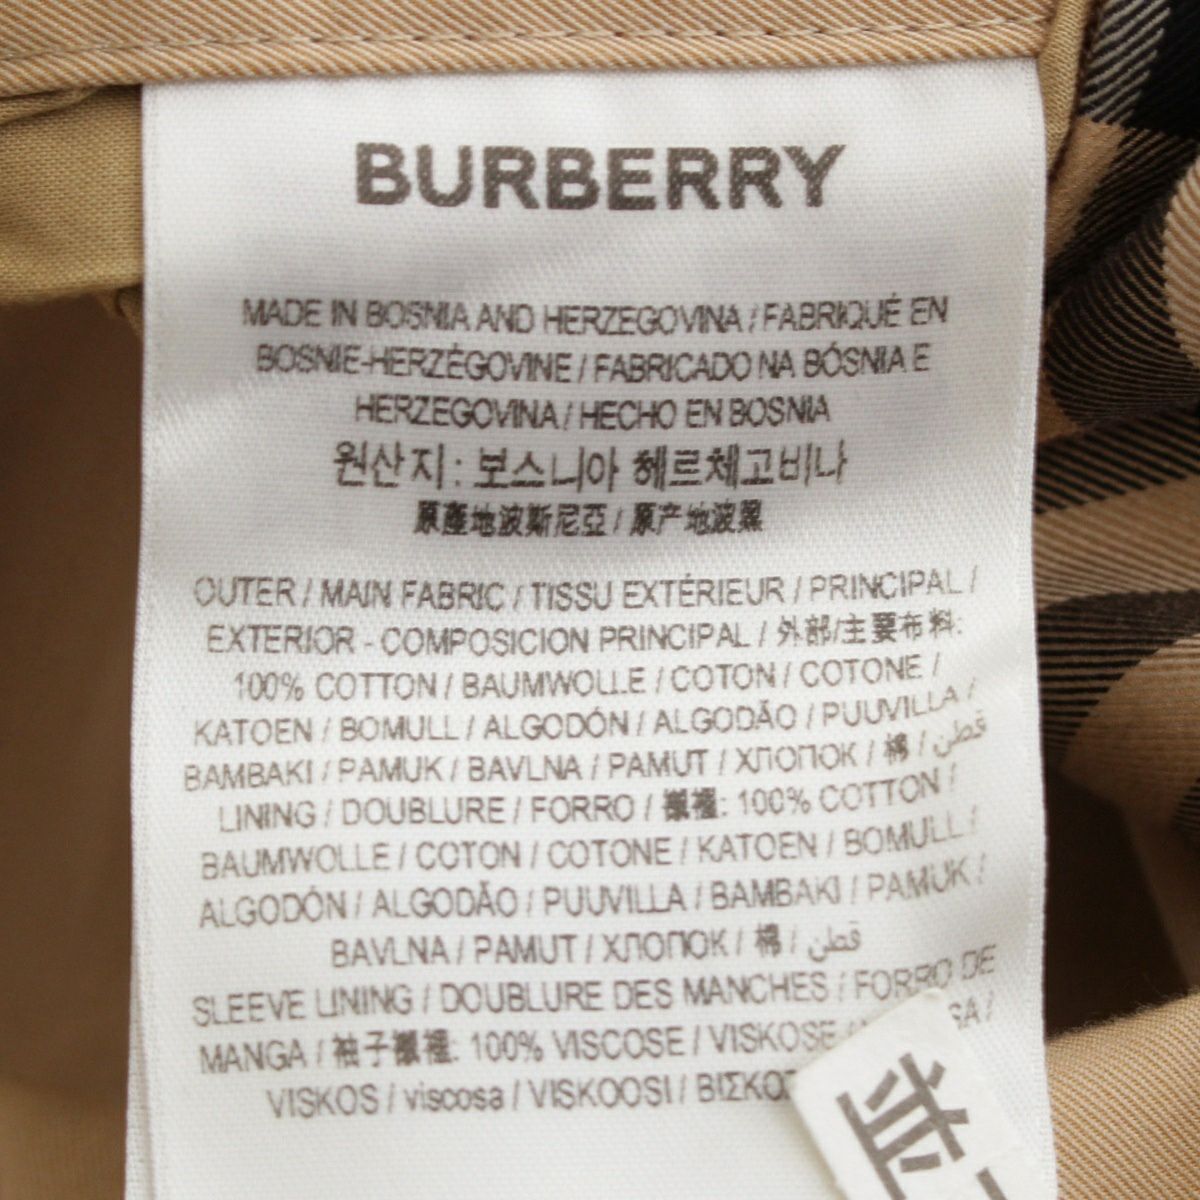 BURBERRY
MADE IN BOSNIA AND HERZEGOVINA / FABRIQUÉ EN
BOSNIE-HERZÉGOVINE / FABRICADO NA BÓSNIA E
HERZEGOVINA / HECHO EN BOSNIA
원산지 : 보스니아 헤르체고비나
原產地波斯尼亞 / 原产地波黑
OUTER / MAIN FABRIC / TISSU EXTÉRIEUR / PRINCIPAL /
EXTERIOR - COMPOSICION PRINCIPAL / 外部/主要布料:
100% COTTON / BAUMWOLLE / COTON / COTONE /
KATOEN / BOMULL / ALGODÓN / ALGODÃO / PUUVILLA /
BAMBAKI / PAMUK / BAVLNA / PAMUT / ХЛОПОК / 棉 / قطن
LINING / DOUBLURE / FORRO / 襯裡: 100% COTTON /
BAUMWOLLE / COTON / COTONE / KATOEN / BOMULL /
ALGODÓN / ALGODÃO / PUUVILLA / BAMBAKI / PAMUK /
BAVLNA / PAMUT / ХЛОПОК / 棉 / قطن
SLEEVE LINING / DOUBLURE DES MANCHES / FORRO DE
MANGA / 袖子襯裡: 100% VISCOSE / VISKOSE /
VISKOS / viscosa / VISKOOSI /
並